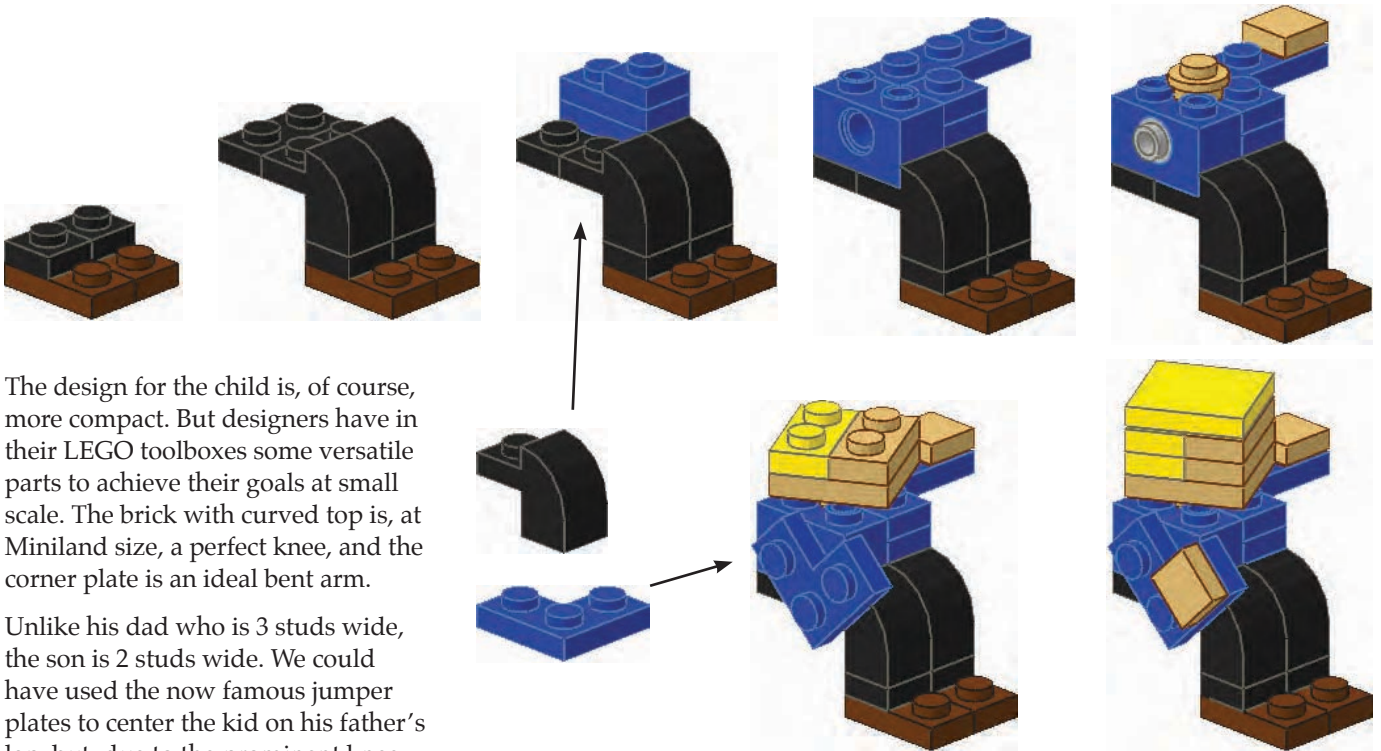 The design for the child is, of course,
more compact. But designers have in
their LEGO toolboxes some versatile
parts to achieve their goals at small
scale. The brick with curved top is, at
Miniland size, a perfect knee, and the
corner plate is an ideal bent arm.
Unlike his dad who is 3 studs wide,
the son is 2 studs wide. We could
have used the now famous jumper
plates to center the kid on his father’s